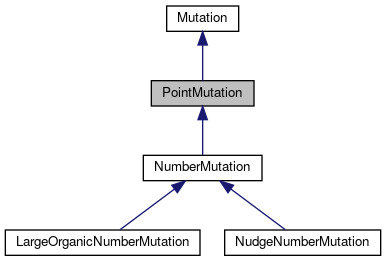 Mutation
PointMutation
NumberMutation
LargeOrganicNumberMutation
NudgeNumberMutation